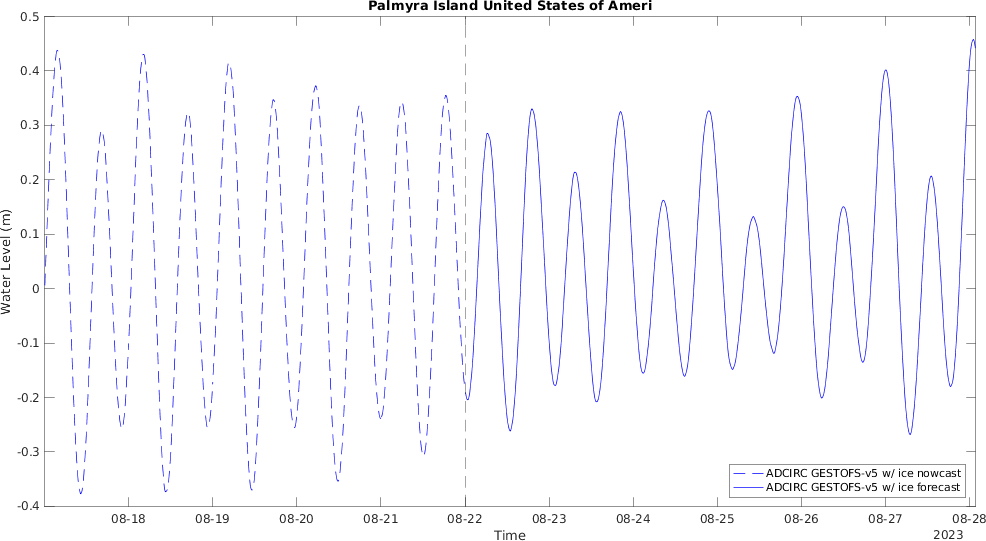 Palmyra Island United States of Ameri
0.5
0.4
0.3
0.2
0.1
0
-0.1
-0.2
-0.3
-0.4
Water Level (m)
ADCIRC GESTOFS-v5 w/ ice nowcast
ADCIRC GESTOFS-v5 w/ ice forecast
08-18 08-19 08-20 08-21 08-22 08-23 08-24 08-25 08-26 08-27 08-28
Time
2023